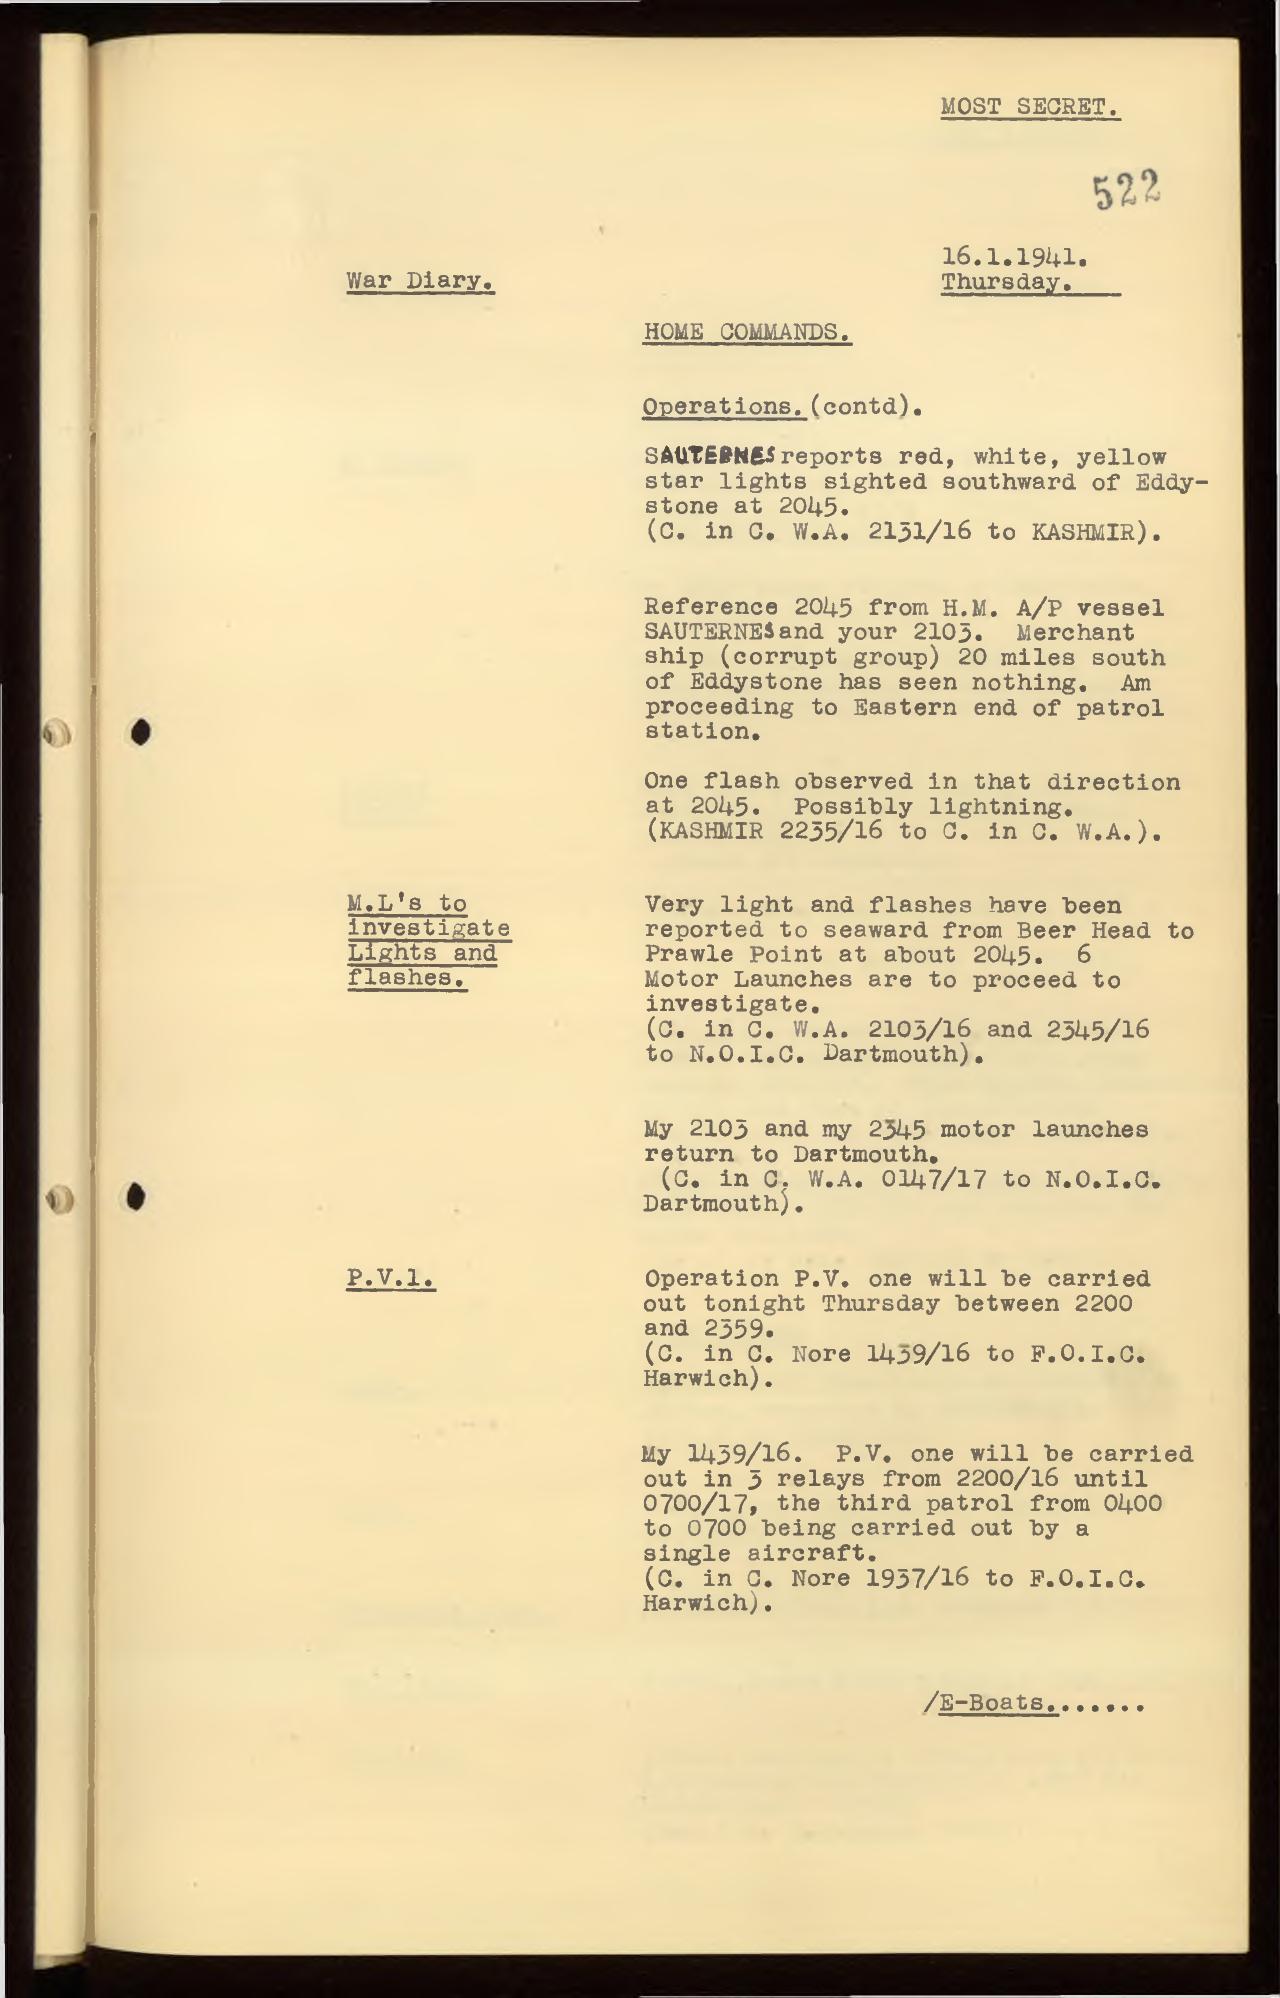 MOST SECRET.
522
16.1.1941.
War Diary.
Thursday.
HOME COMMANDS.
Operations. (contd).
SAUTERNES reports red, white, yellow
star lights sighted southward of Eddy-
stone at 2045.
(C. in C. W.A. 2131/16 to KASHMIR).
Reference 2045 from H.M. A/P vessel
SAUTERNES and your 2103. Merchant
ship (corrupt group) 20 miles south
of Eddystone has seen nothing. Am
proceeding to Eastern end of patrol
station.
One flash observed in that direction
at 2045. Possibly lightning.
(KASHMIR 2235/16 to C. in C. W.A.).
M.L's to
investigate
Lights and
flashes.
Very light and flashes have been
reported to seaward from Beer Head to
Prawle Point at about 2045. 6
Motor Launches are to proceed to
investigate.
(C. in C. W.A. 2103/16 and 2345/16
to N.O.I.C. Dartmouth).
My 2103 and my 2345 motor launches
return to Dartmouth.
(C. in C. W.A. 0147/17 to N.O.I.C.
Dartmouth).
P.V.1.
Operation P.V. one will be carried
out tonight Thursday between 2200
and 2359.
(C. in C. Nore 1439/16 to F.O.I.C.
Harwich).
My 1439/16. P.V. one will be carried
out in 3 relays from 2200/16 until
0700/17, the third patrol from 0400
to 0700 being carried out by a
single aircraft.
(C. in C. Nore 1937/16 to F.O.I.C.
Harwich).
/E-Boats.......